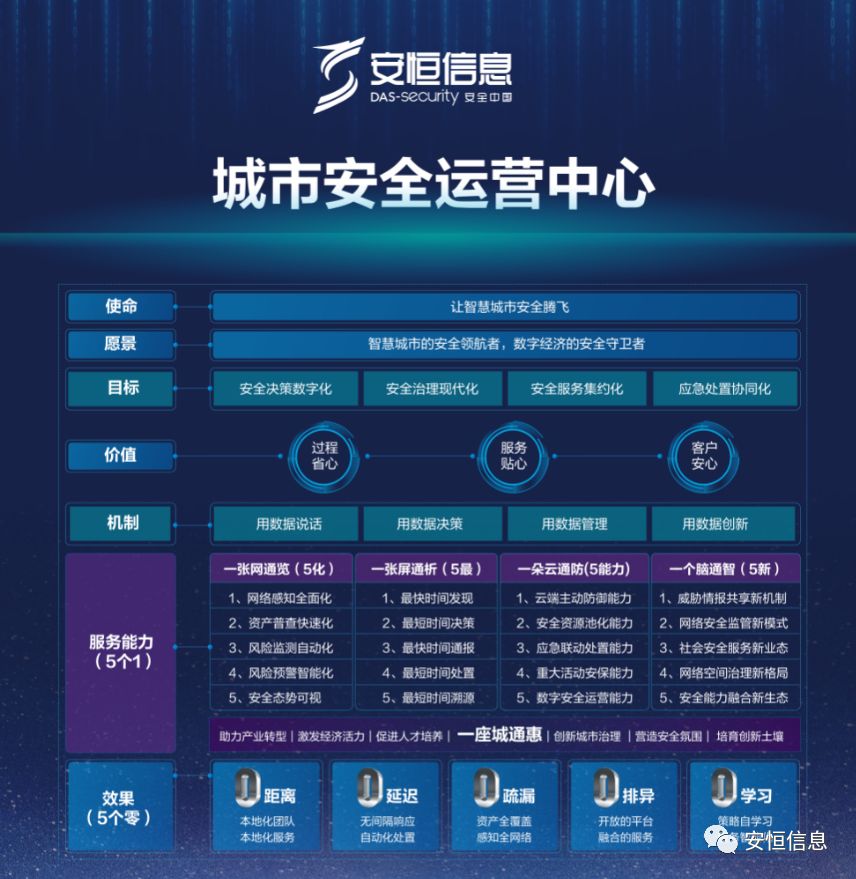 安恒信息
DAS-security 安全中国
城市安全运营中心
使命
让智慧城市安全腾飞
愿景
智慧城市的安全领航者，数字经济的安全守卫者
目标
安全决策数字化
安全治理现代化
安全服务集约化
应急处置协同化
价值
过程
省心
服务
贴心
客户
安心
机制
用数据说话
用数据决策
用数据管理
用数据创新
服务能力
（5个1）
一张网通览（5化）
1、网络感知全面化
2、资产普查快速化
3、风险监测自动化
4、风险预警智能化
5、安全态势可视
一张屏通析（5最）
1、最快时间发现
2、最短时间决策
3、最快时间通报
4、最短时间处置
5、最短时间溯源
一朵云通防(5能力)
1、云端主动防御能力
2、安全资源池化能力
3、应急联动处置能力
4、重大活动安保能力
5、数字安全运营能力
一个脑通智（5新）
1、威胁情报共享新机制
2、网络安全监管新模式
3、社会安全服务新业态
4、网络空间治理新格局
5、安全能力融合新生态
助力产业转型｜激发经济活力｜促进人才培养｜一座城通惠｜创新城市治理｜营造安全氛围｜培育创新土壤
效果
（5个零）
0距离
本地化团队
本地化服务
0延迟
无间隔响应
自动化处置
0疏漏
资产全覆盖
感知全网络
0排异
开放的平台
融合的服务
0学习
策略自学习
安恒信息